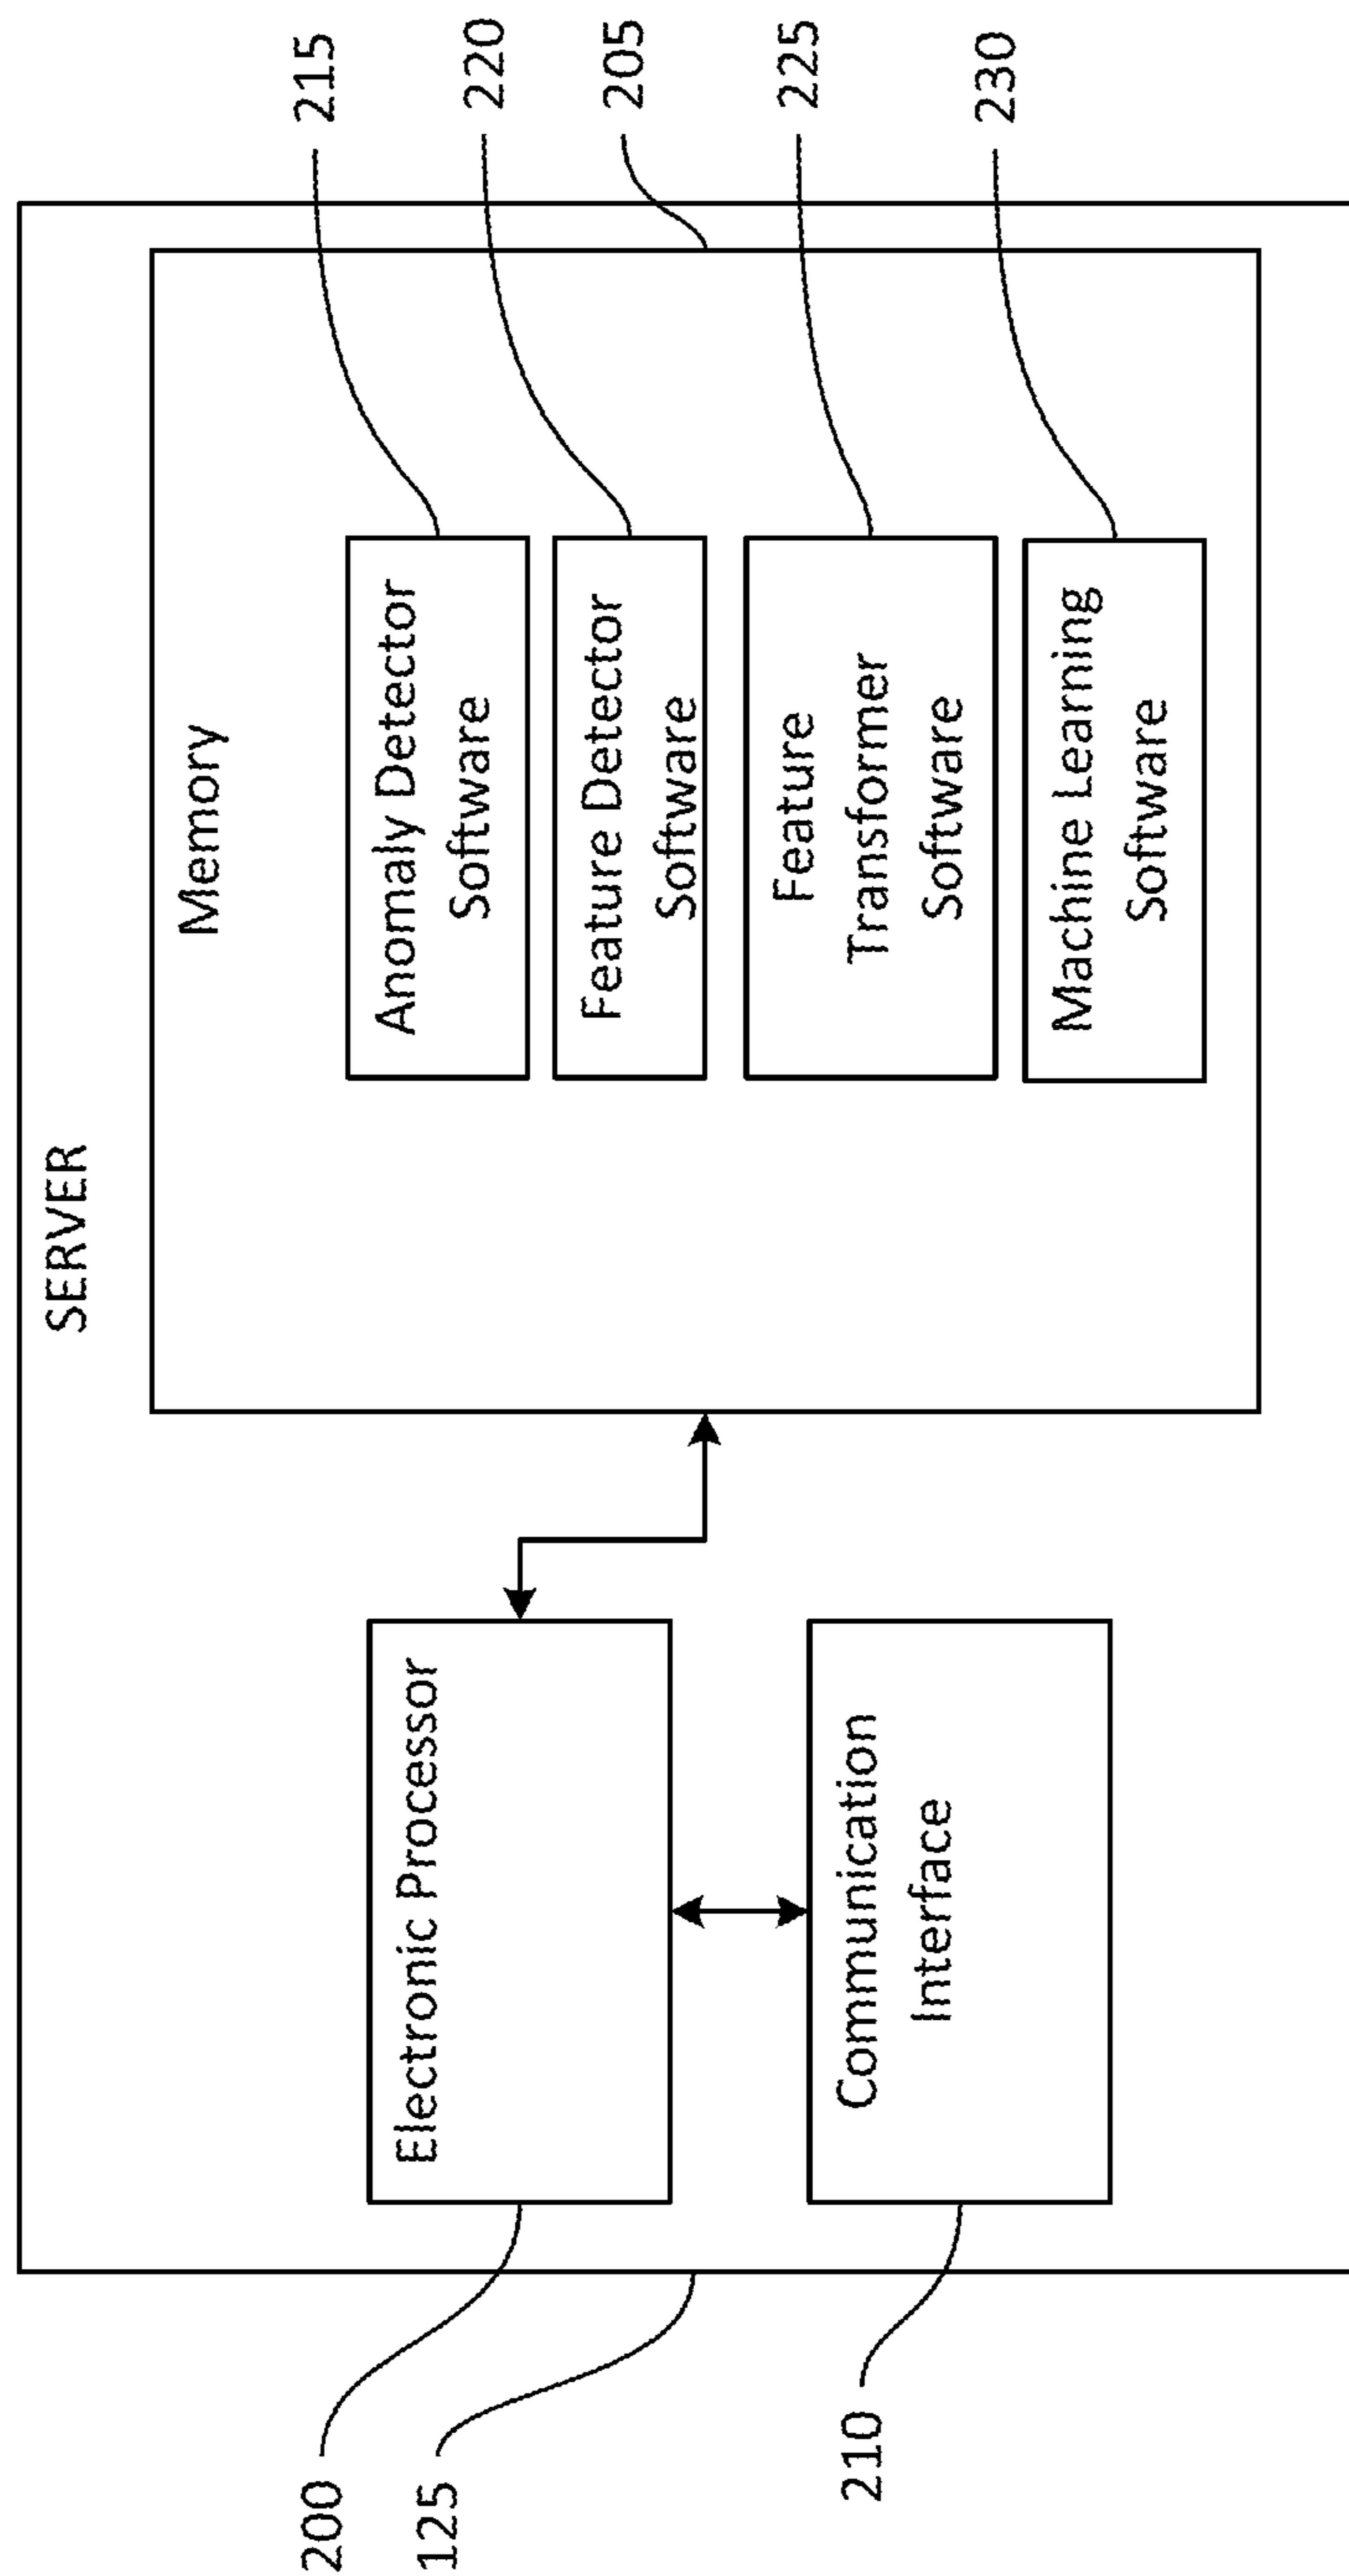 SERVER
Memory
Anomaly Detector
Software
Feature Detector
Software
Feature
Transformer
Software
Machine Learning
Software
Electronic Processor
Communication
Interface
215
220
205
225
230
200
125
210